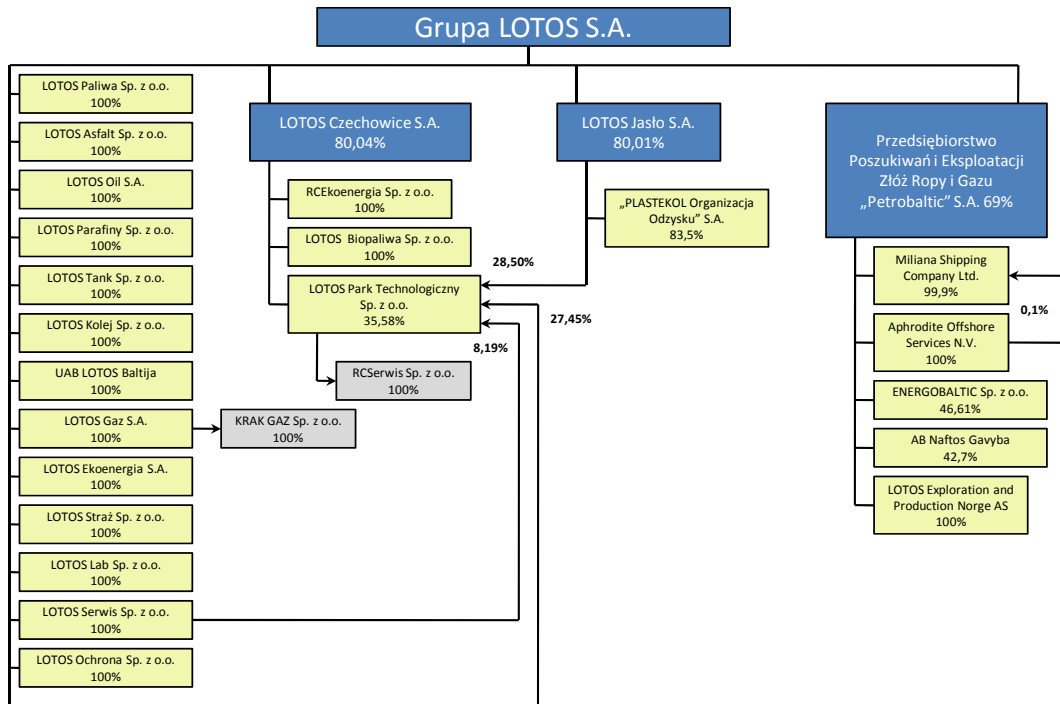 Grupa LOTOS S.A.
LOTOS Paliwa Sp. z o.o.
100%
LOTOS Asfalt Sp. z o.o.
100%
LOTOS Oil S.A.
100%
LOTOS Parafiny Sp. z o.o.
100%
LOTOS Tank Sp. z o.o.
100%
LOTOS Kolej Sp. z o.o.
100%
UAB LOTOS Baltija
100%
LOTOS Gaz S.A.
100%
KRAK GAZ Sp. z o.o.
100%
LOTOS Ekoenergia S.A.
100%
LOTOS Straż Sp. z o.o.
100%
LOTOS Lab Sp. z o.o.
100%
LOTOS Serwis Sp. z o.o.
100%
LOTOS Ochrona Sp. z o.o.
100%
LOTOS Czechowice S.A.
80,04%
RCEkoenergia Sp. z o.o.
100%
LOTOS Biopaliwa Sp. z o.o.
100%
LOTOS Park Technologiczny
Sp. z o.o.
35,58%
RCSerwis Sp. z o.o.
100%
28,50%
27,45%
8,19%
LOTOS Jasło S.A.
80,01%
„PLASTEKOL Organizacja
Odzysku” S.A.
83,5%
Przedsiębiorstwo
Poszukiwań i Eksploatacji
Złóż Ropy i Gazu
„Petrobaltic” S.A. 69%
Miliana Shipping
Company Ltd.
99,9%
0,1%
Aphrodite Offshore
Services N.V.
100%
ENERGOBALTIC Sp. z o.o.
46,61%
AB Naftos Gavyba
42,7%
LOTOS Exploration and
Production Norge AS
100%